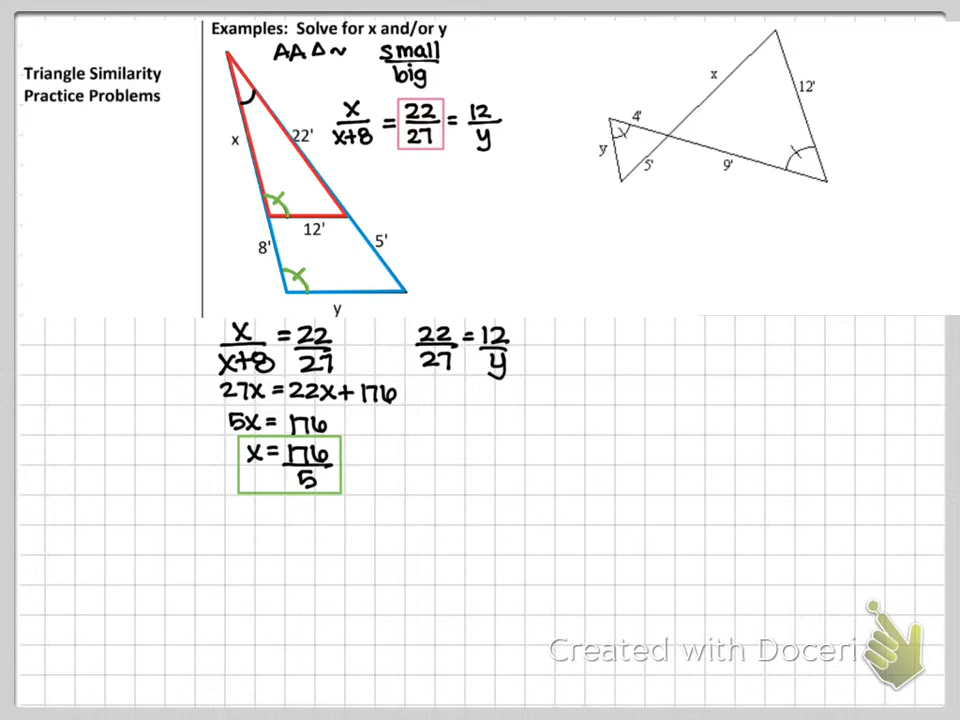 Triangle Similarity
Practice Problems
Examples: Solve for x and/or y
AA Δ ~
small
big
x/x+8 = 22/27 = 12/y
x
22'
12'
8'
5'
y
x
12'
4'
y
5'
9'
x/x+8 = 22/27
27x = 22x + 176
5x = 176
x = 176/5
22/27 = 12/y
Created with Doceri